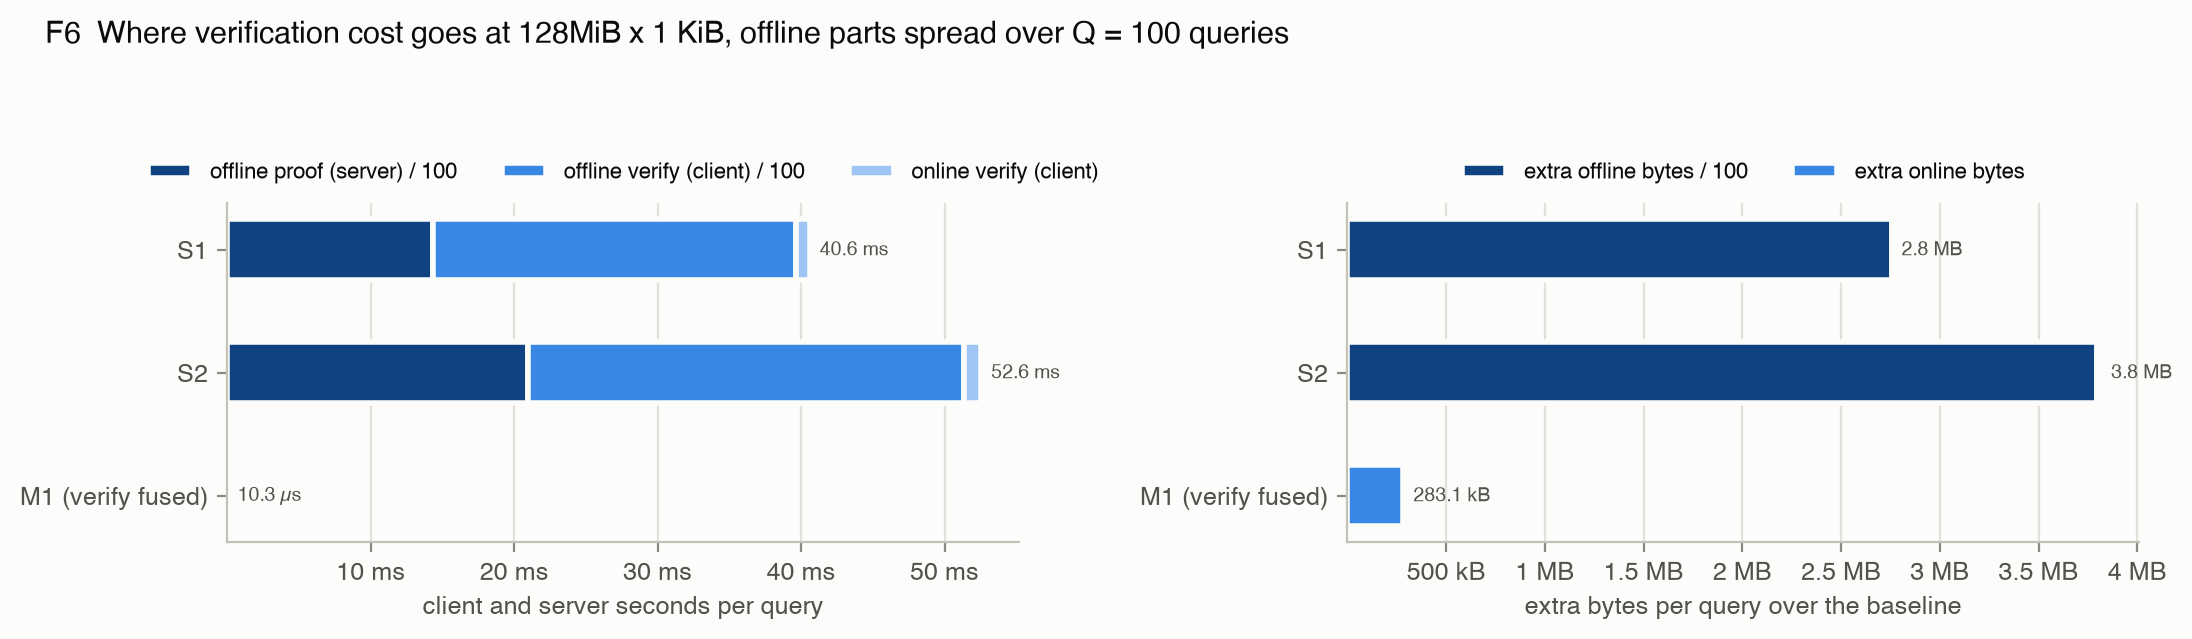 F6 Where verification cost goes at 128MiB x 1 KiB, offline parts spread over Q = 100 queries
offline proof (server) / 100
offline verify (client) / 100
online verify (client)
S1
40.6 ms
S2
52.6 ms
M1 (verify fused)
10.3 µs
10 ms
20 ms
30 ms
40 ms
50 ms
client and server seconds per query
extra offline bytes / 100
extra online bytes
S1
2.8 MB
S2
3.8 MB
M1 (verify fused)
283.1 kB
500 kB
1 MB
1.5 MB
2 MB
2.5 MB
3 MB
3.5 MB
4 MB
extra bytes per query over the baseline